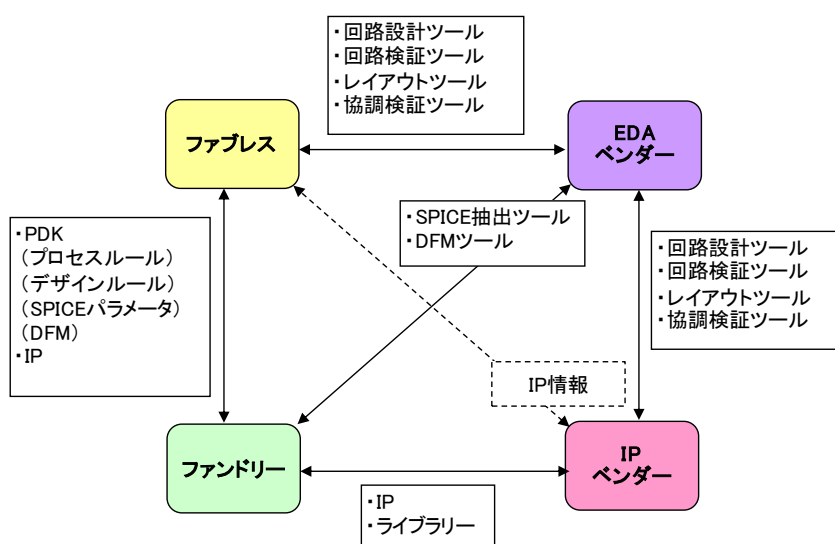 ・回路設計ツール
・回路検証ツール
・レイアウトツール
・協調検証ツール
ファブレス
EDA
ベンダー
・SPICE抽出ツール
・DFMツール
・PDK
(プロセスルール)
(デザインルール)
(SPICEパラメータ)
(DFM)
・IP
・回路設計ツール
・回路検証ツール
・レイアウトツール
・協調検証ツール
IP情報
ファンドリー
IP
ベンダー
・IP
・ライブラリー